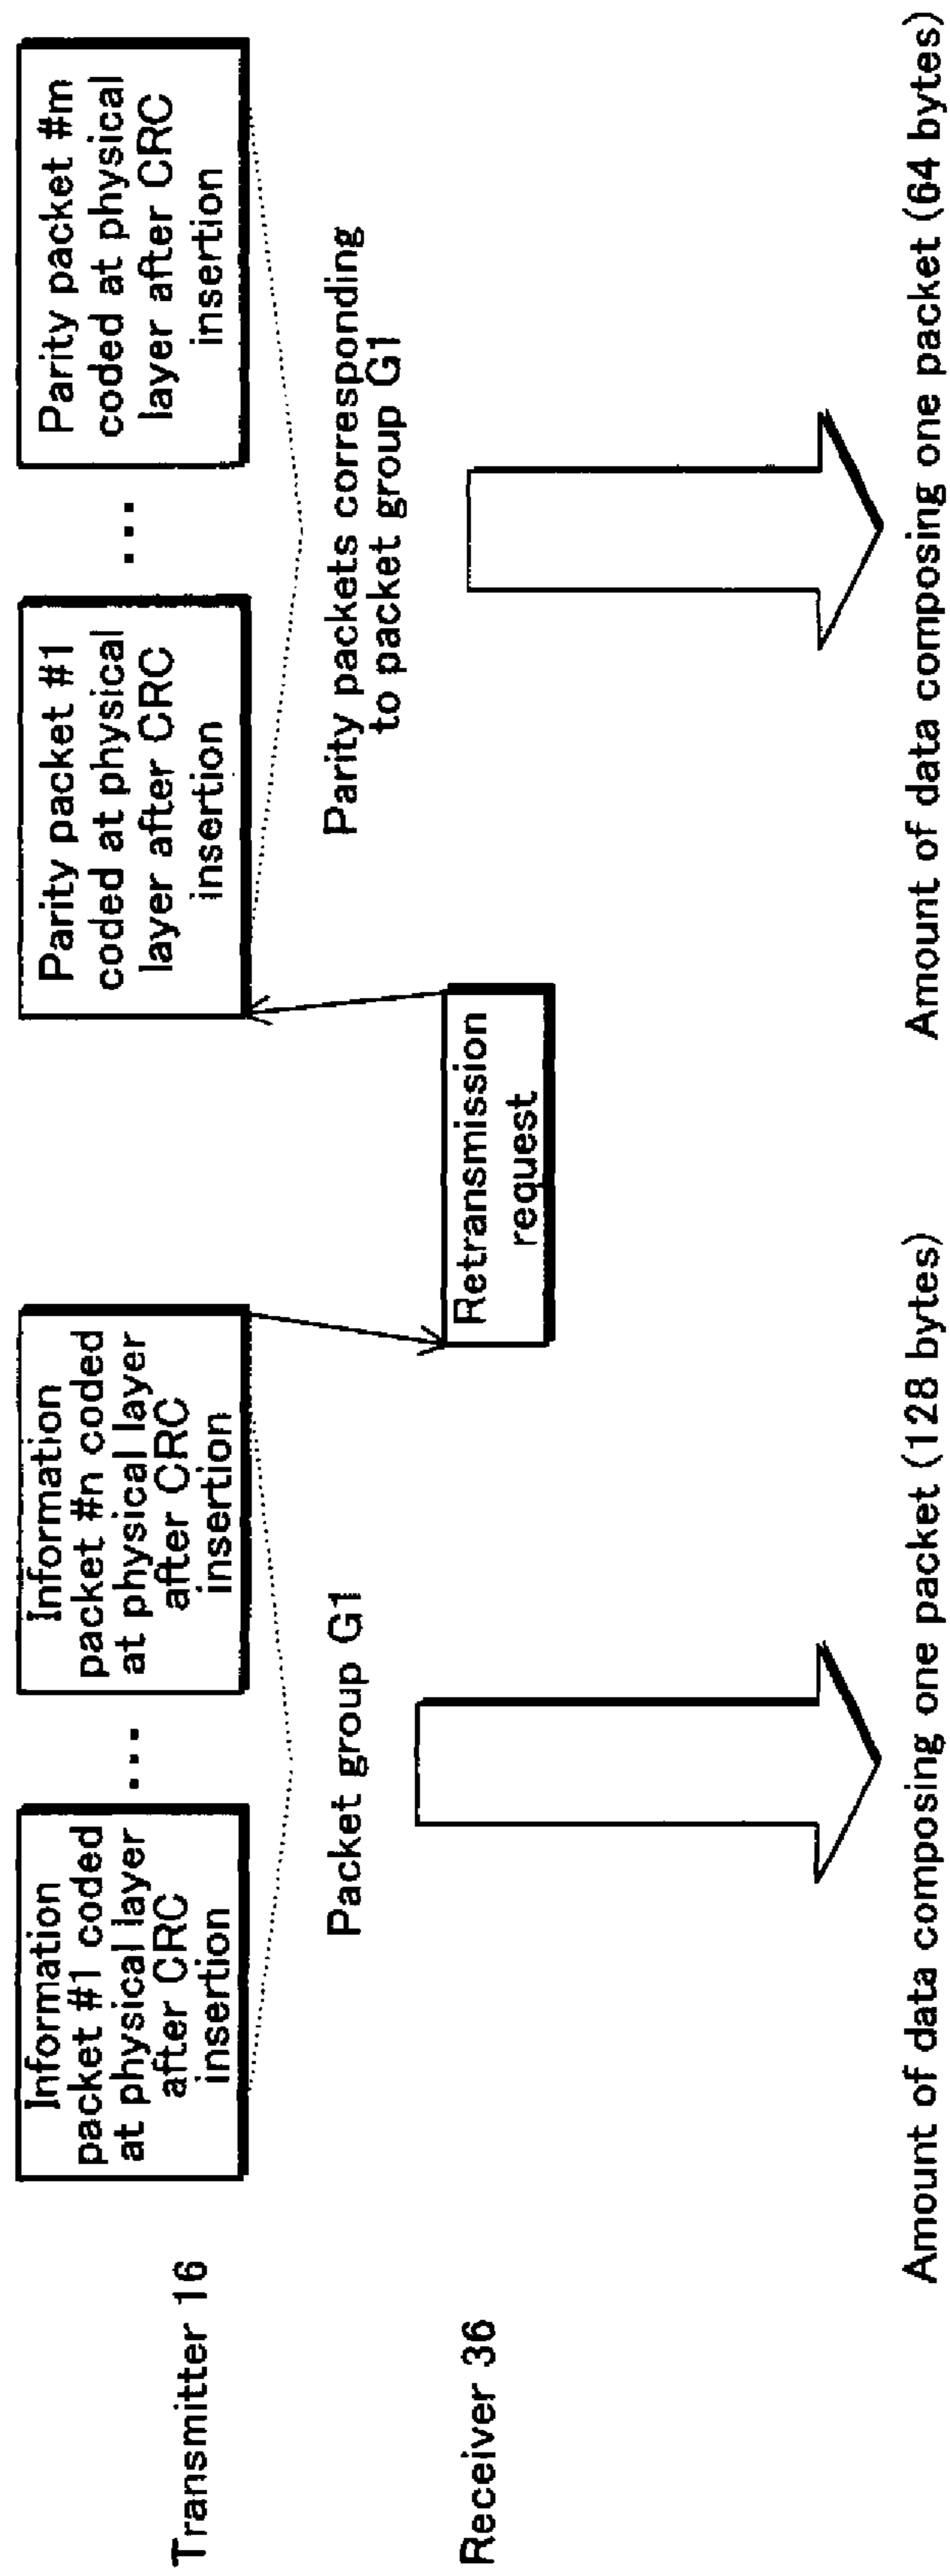 Transmitter 16
Information
packet #1 coded
at physical layer
after CRC
insertion
...
Information
packet #n coded
at physical layer
after CRC
insertion
Parity packet #1
coded at physical
layer after CRC
insertion
...
Parity packet #m
coded at physical
layer after CRC
insertion
Packet group G1
Parity packets corresponding
to packet group G1
Receiver 36
Retransmission
request
Amount of data composing one packet (128 bytes)
Amount of data composing one packet (64 bytes)